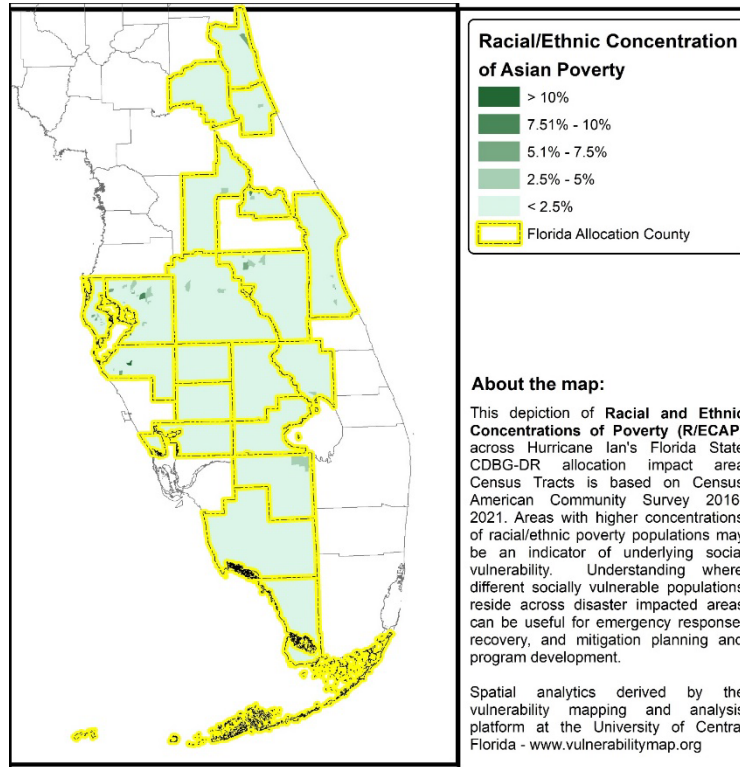 Racial/Ethnic Concentration
of Asian Poverty
> 10%
7.51% - 10%
5.1% - 7.5%
2.5% - 5%
< 2.5%
Florida Allocation County
About the map:
This depiction of Racial and Ethnic
Concentrations of Poverty (R/ECAP
across Hurricane Ian's Florida State
CDBG-DR allocation impact area
Census Tracts is based on Census
American Community Survey 2016
2021. Areas with higher concentrations
of racial/ethnic poverty populations may
be an indicator of underlying social
vulnerability. Understanding where
different socially vulnerable populations
reside across disaster impacted areas
can be useful for emergency response
recovery, and mitigation planning and
program development.
Spatial analytics derived by the
vulnerability mapping and analysis
platform at the University of Central
Florida - www.vulnerabilitymap.org